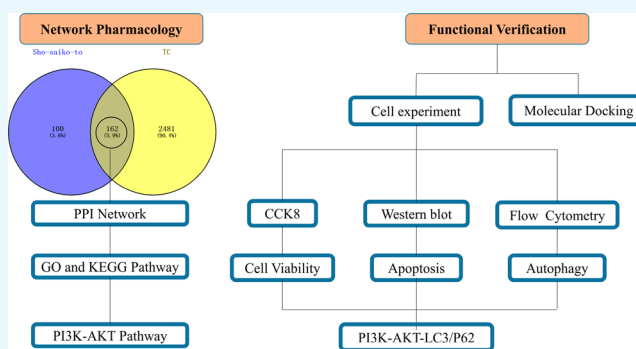 Network Pharmacology
Sho-saiko-to
TC
100
(3.6%)
162
(5.9%)
2481
(90.4%)
PPI Network
GO and KEGG Pathway
PI3K-AKT Pathway
Functional Verification
Cell experiment
Molecular Docking
CCK8
Western blot
Flow Cytometry
Cell Viability
Apoptosis
Autophagy
PI3K-AKT-LC3/P62